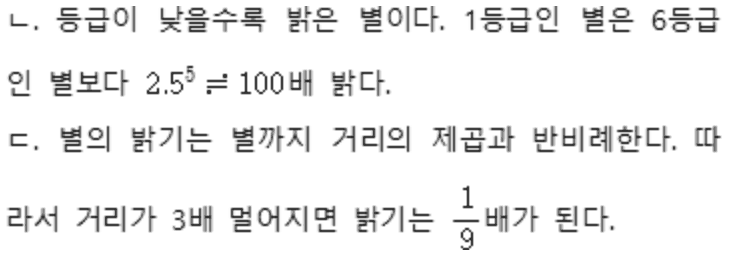 ㄴ. 등급이 낮을수록 밝은 별이다. 1등급인 별은 6등급
인 별보다 2.5⁵ ≓ 100배 밝다.
ㄷ. 별의 밝기는 별까지 거리의 제곱과 반비례한다. 따
라서 거리가 3배 멀어지면 밝기는 1/9배가 된다.